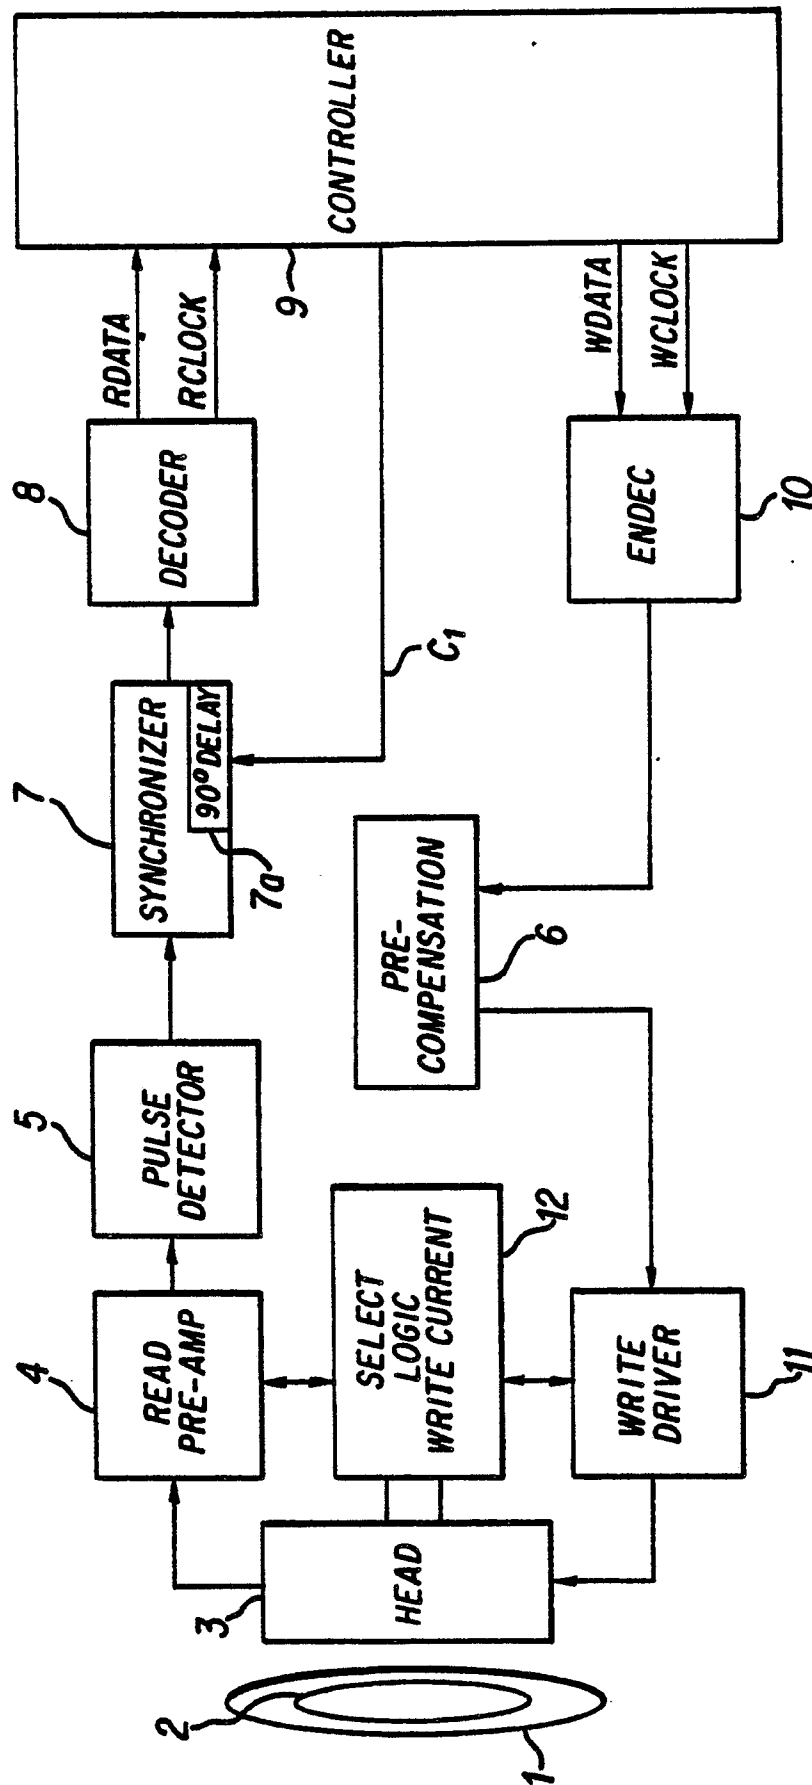 1
2
3
HEAD
4
READ
PRE-AMP
5
PULSE
DETECTOR
7
SYNCHRONIZER
90° DELAY
7a
8
DECODER
RDATA
RCLOCK
9
CONTROLLER
C1
SELECT
LOGIC
WRITE CURRENT
12
PRE-
COMPENSATION
6
WRITE
DRIVER
11
ENDEC
10
WDATA
WCLOCK